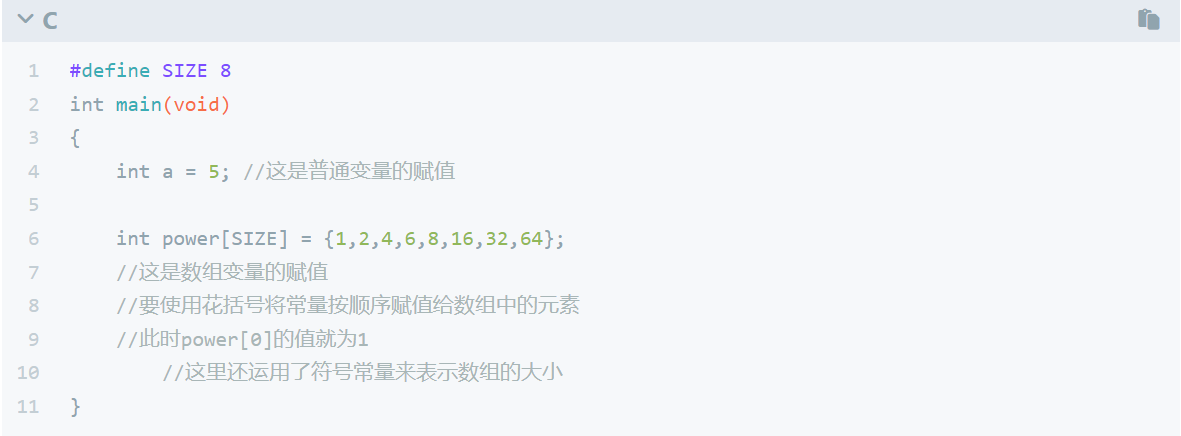 C
1 #define SIZE 8
2 int main(void)
3 {
4     int a = 5; //这是普通变量的赋值
5
6     int power[SIZE] = {1,2,4,6,8,16,32,64};
7     //这是数组变量的赋值
8     //要使用花括号将常量按顺序赋值给数组中的元素
9     //此时power[0]的值就为1
10         //这里还运用了符号常量来表示数组的大小
11 }